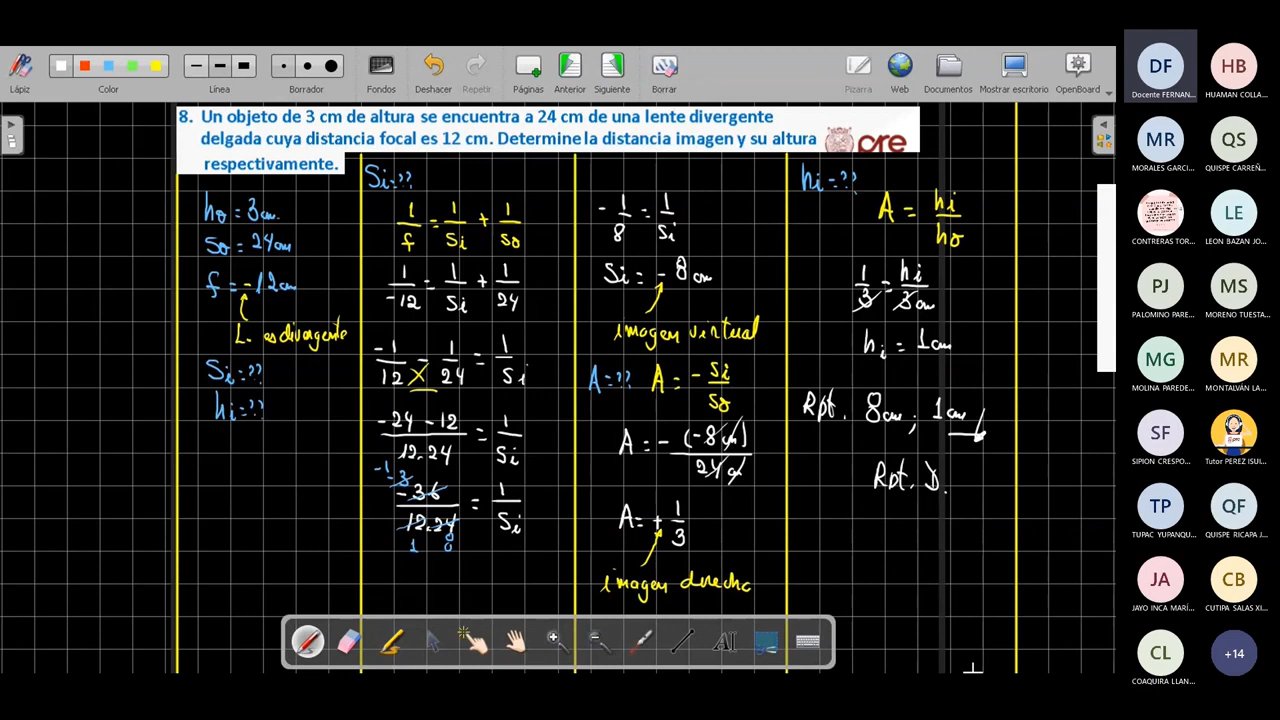 Lápiz
Color
Línea
Borrador
Fondos
Deshacer
Repetir
Páginas
Anterior
Siguiente
Borrar
Pizarra
Web
Documentos
Mostrar escritorio
OpenBoard
8. Un objeto de 3 cm de altura se encuentra a 24 cm de una lente divergente
delgada cuya distancia focal es 12 cm. Determine la distancia imagen y su altura
respectivamente.
pre
ho = 3cm.
so = 24cm
f = -12cm
L. es divergente
Si=??
hi=??
Si=??
1/f = 1/si + 1/so
1/-12 = 1/si + 1/24
-1/12 - 1/24 = 1/si
-24 -12/12.24 = 1/si
-1
-3
-36/12.24 = 1/si
1 8
-1/8 = 1/si
Si = -8cm
imagen virtual
A=?? A = -si/so
A = -(-8cm)/24cm
A= +1/3
imagen derecha
hi=??
A = hi/ho
1/3 = hi/3cm
hi = 1cm
Rpt. 8cm; 1cm
Rpt. D.
DF
Docente FERNAN...
HB
HUAMAN COLLA...
MR
MORALES GARCI...
QS
QUISPE CARREÑ...
CONTRERAS TOR...
LE
LEON BAZAN JO...
PJ
PALOMINO PARE...
MS
MORENO TUESTA...
MG
MOLINA PAREDE...
MR
MONTALVÁN LA...
SF
SIPION CRESPO...
Tutor PEREZ ISUI...
TP
TUPAC YUPANQU...
QF
QUISPE RICAPA J...
JA
JAYO INCA MARÍ...
CB
CUTIPA SALAS XI...
CL
COAQUIRA LLAN...
+14